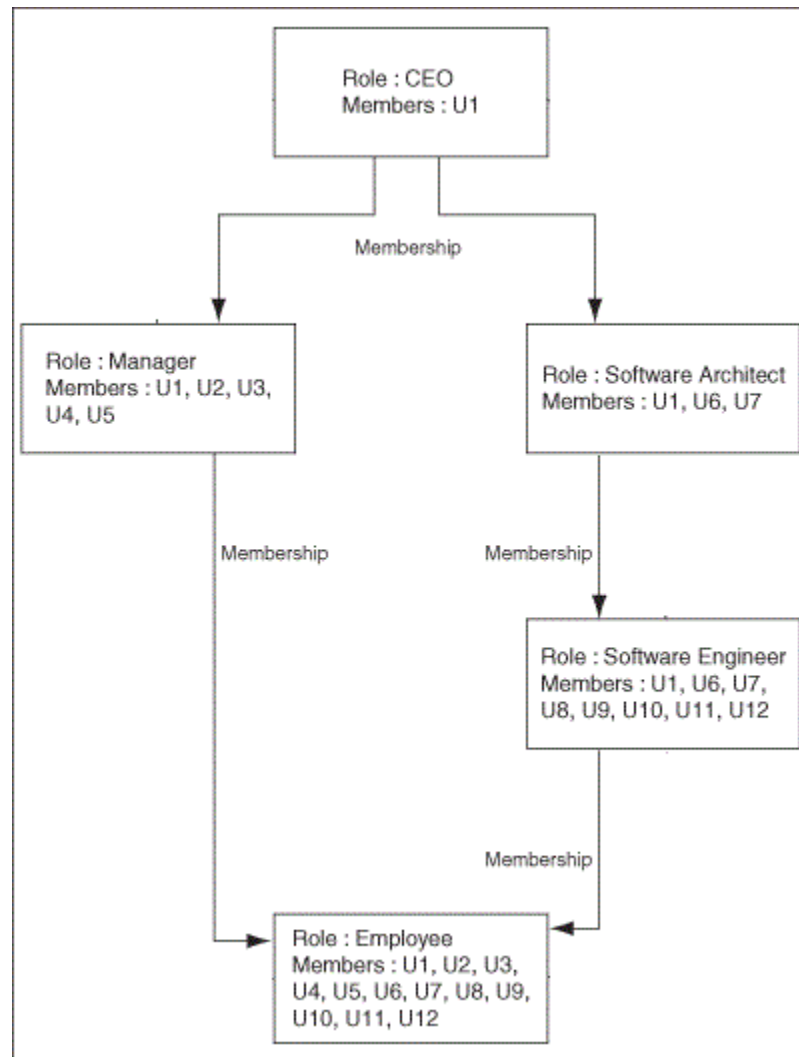 Role : CEO
Members : U1
Membership
Role : Manager
Members : U1, U2, U3,
U4, U5
Role : Software Architect
Members : U1, U6, U7
Membership
Membership
Role : Software Engineer
Members : U1, U6, U7,
U8, U9, U10, U11, U12
Membership
Role : Employee
Members : U1, U2, U3,
U4, U5, U6, U7, U8, U9,
U10, U11, U12